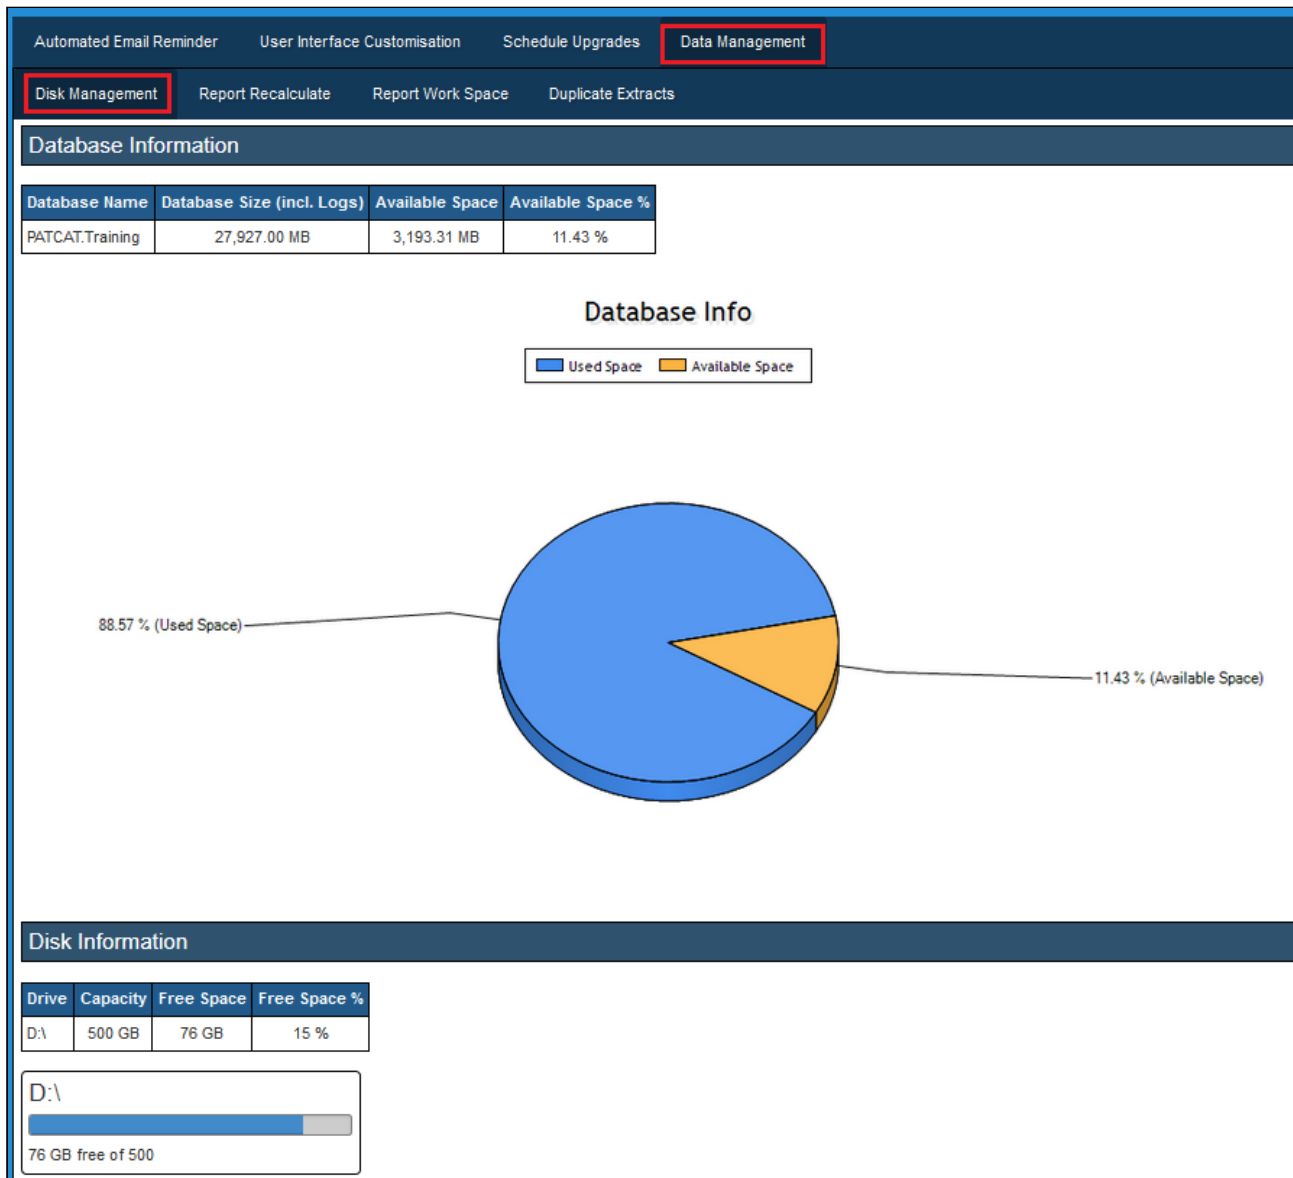 Automated Email Reminder User Interface Customisation Schedule Upgrades Data Management
Disk Management Report Recalculate Report Work Space Duplicate Extracts
Database Information
Database Name Database Size (incl. Logs) Available Space Available Space %
PATCAT.Training 27,927.00 MB 3,193.31 MB 11.43 %
Database Info
Used Space Available Space
88.57 % (Used Space)
11.43 % (Available Space)
Disk Information
Drive Capacity Free Space Free Space %
D:\ 500 GB 76 GB 15 %
D:\
76 GB free of 500